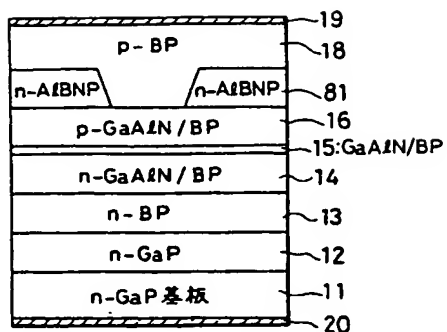 19
p-BP 18
n-AlBNP n-AlBNP 81
p-GaAlN/BP 16
15:GaAlN/BP
n-GaAlN/BP 14
n-BP 13
n-GaP 12
n-GaP基板 11
20